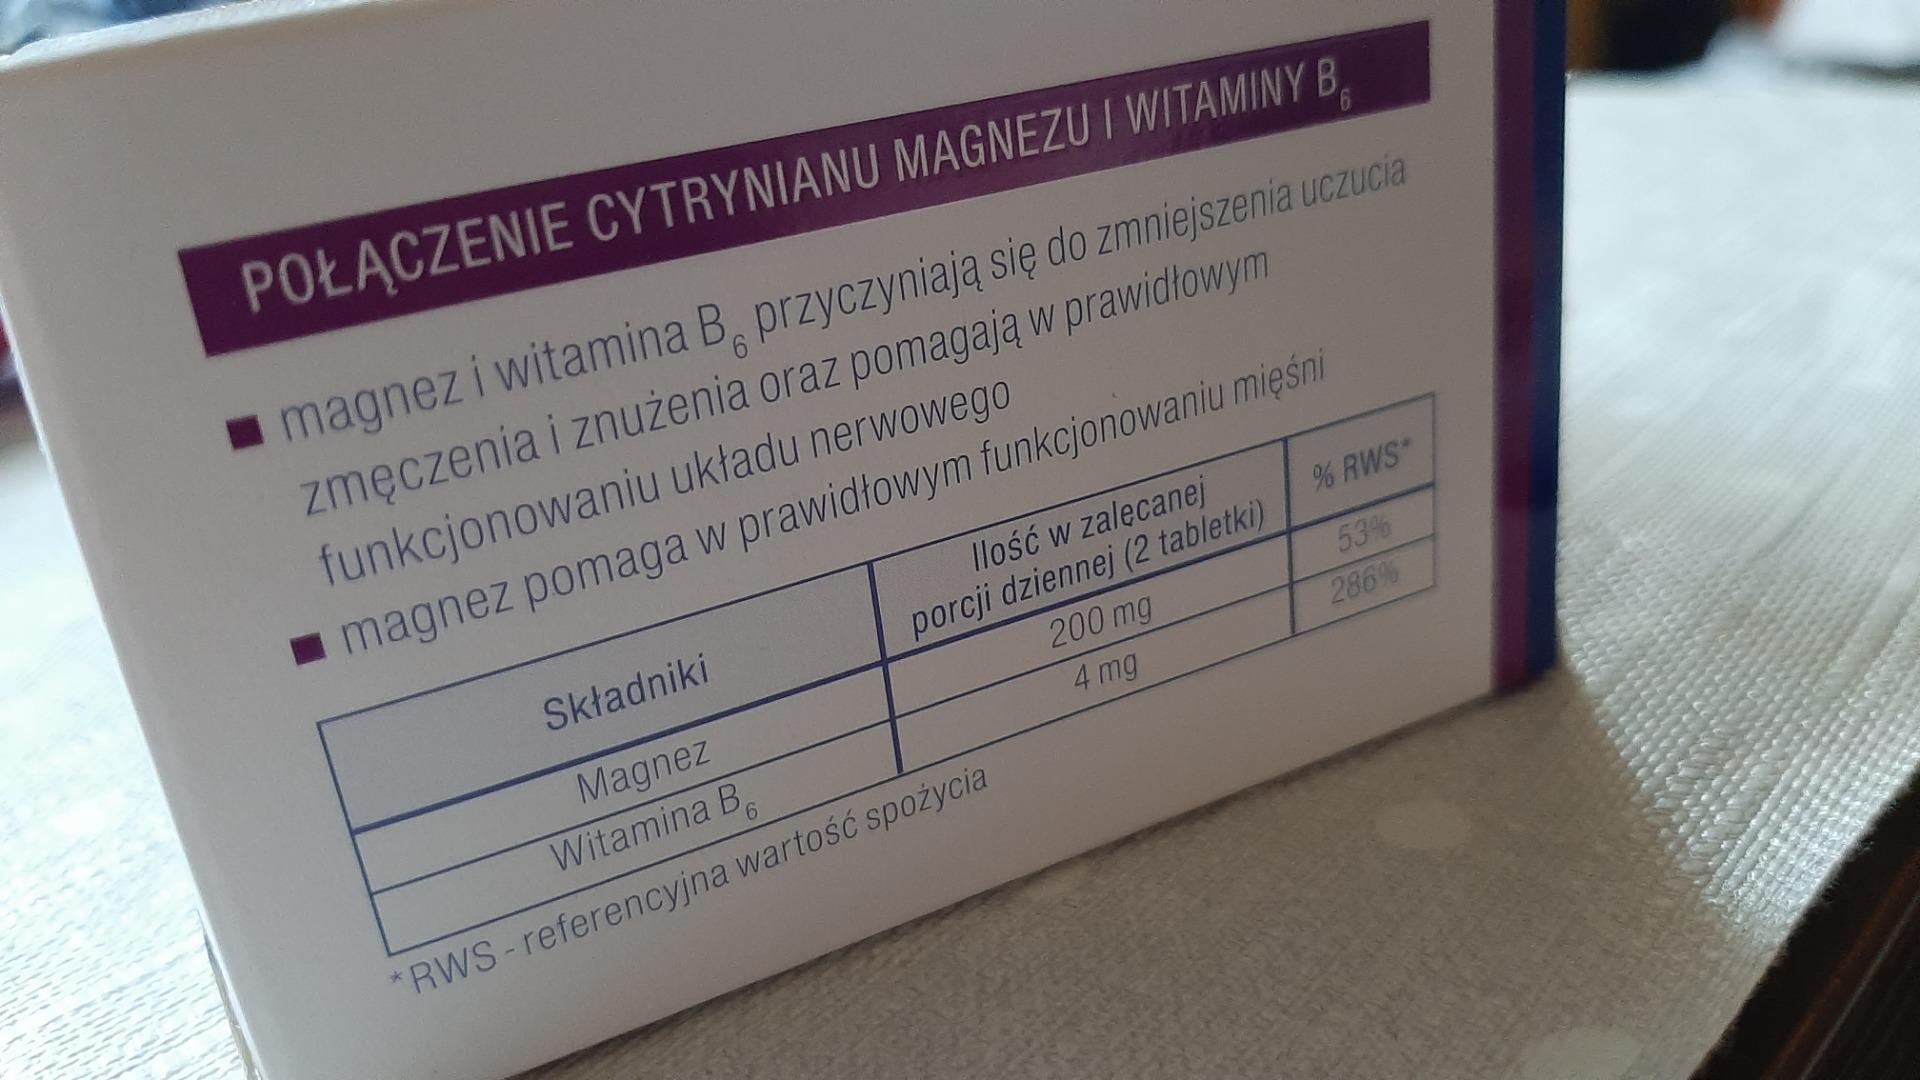 POŁĄCZENIE CYTRYNIANU MAGNEZU I WITAMINY B₆
▪ magnez i witamina B₆ przyczyniają się do zmniejszenia uczucia
zmęczenia i znużenia oraz pomagają w prawidłowym
funkcjonowaniu układu nerwowego
▪ magnez pomaga w prawidłowym funkcjonowaniu mięśni
Składniki Ilość w zalecanej porcji dziennej (2 tabletki) % RWS*
Magnez 200 mg 53%
Witamina B₆ 4 mg 286%
*RWS - referencyjna wartość spożycia